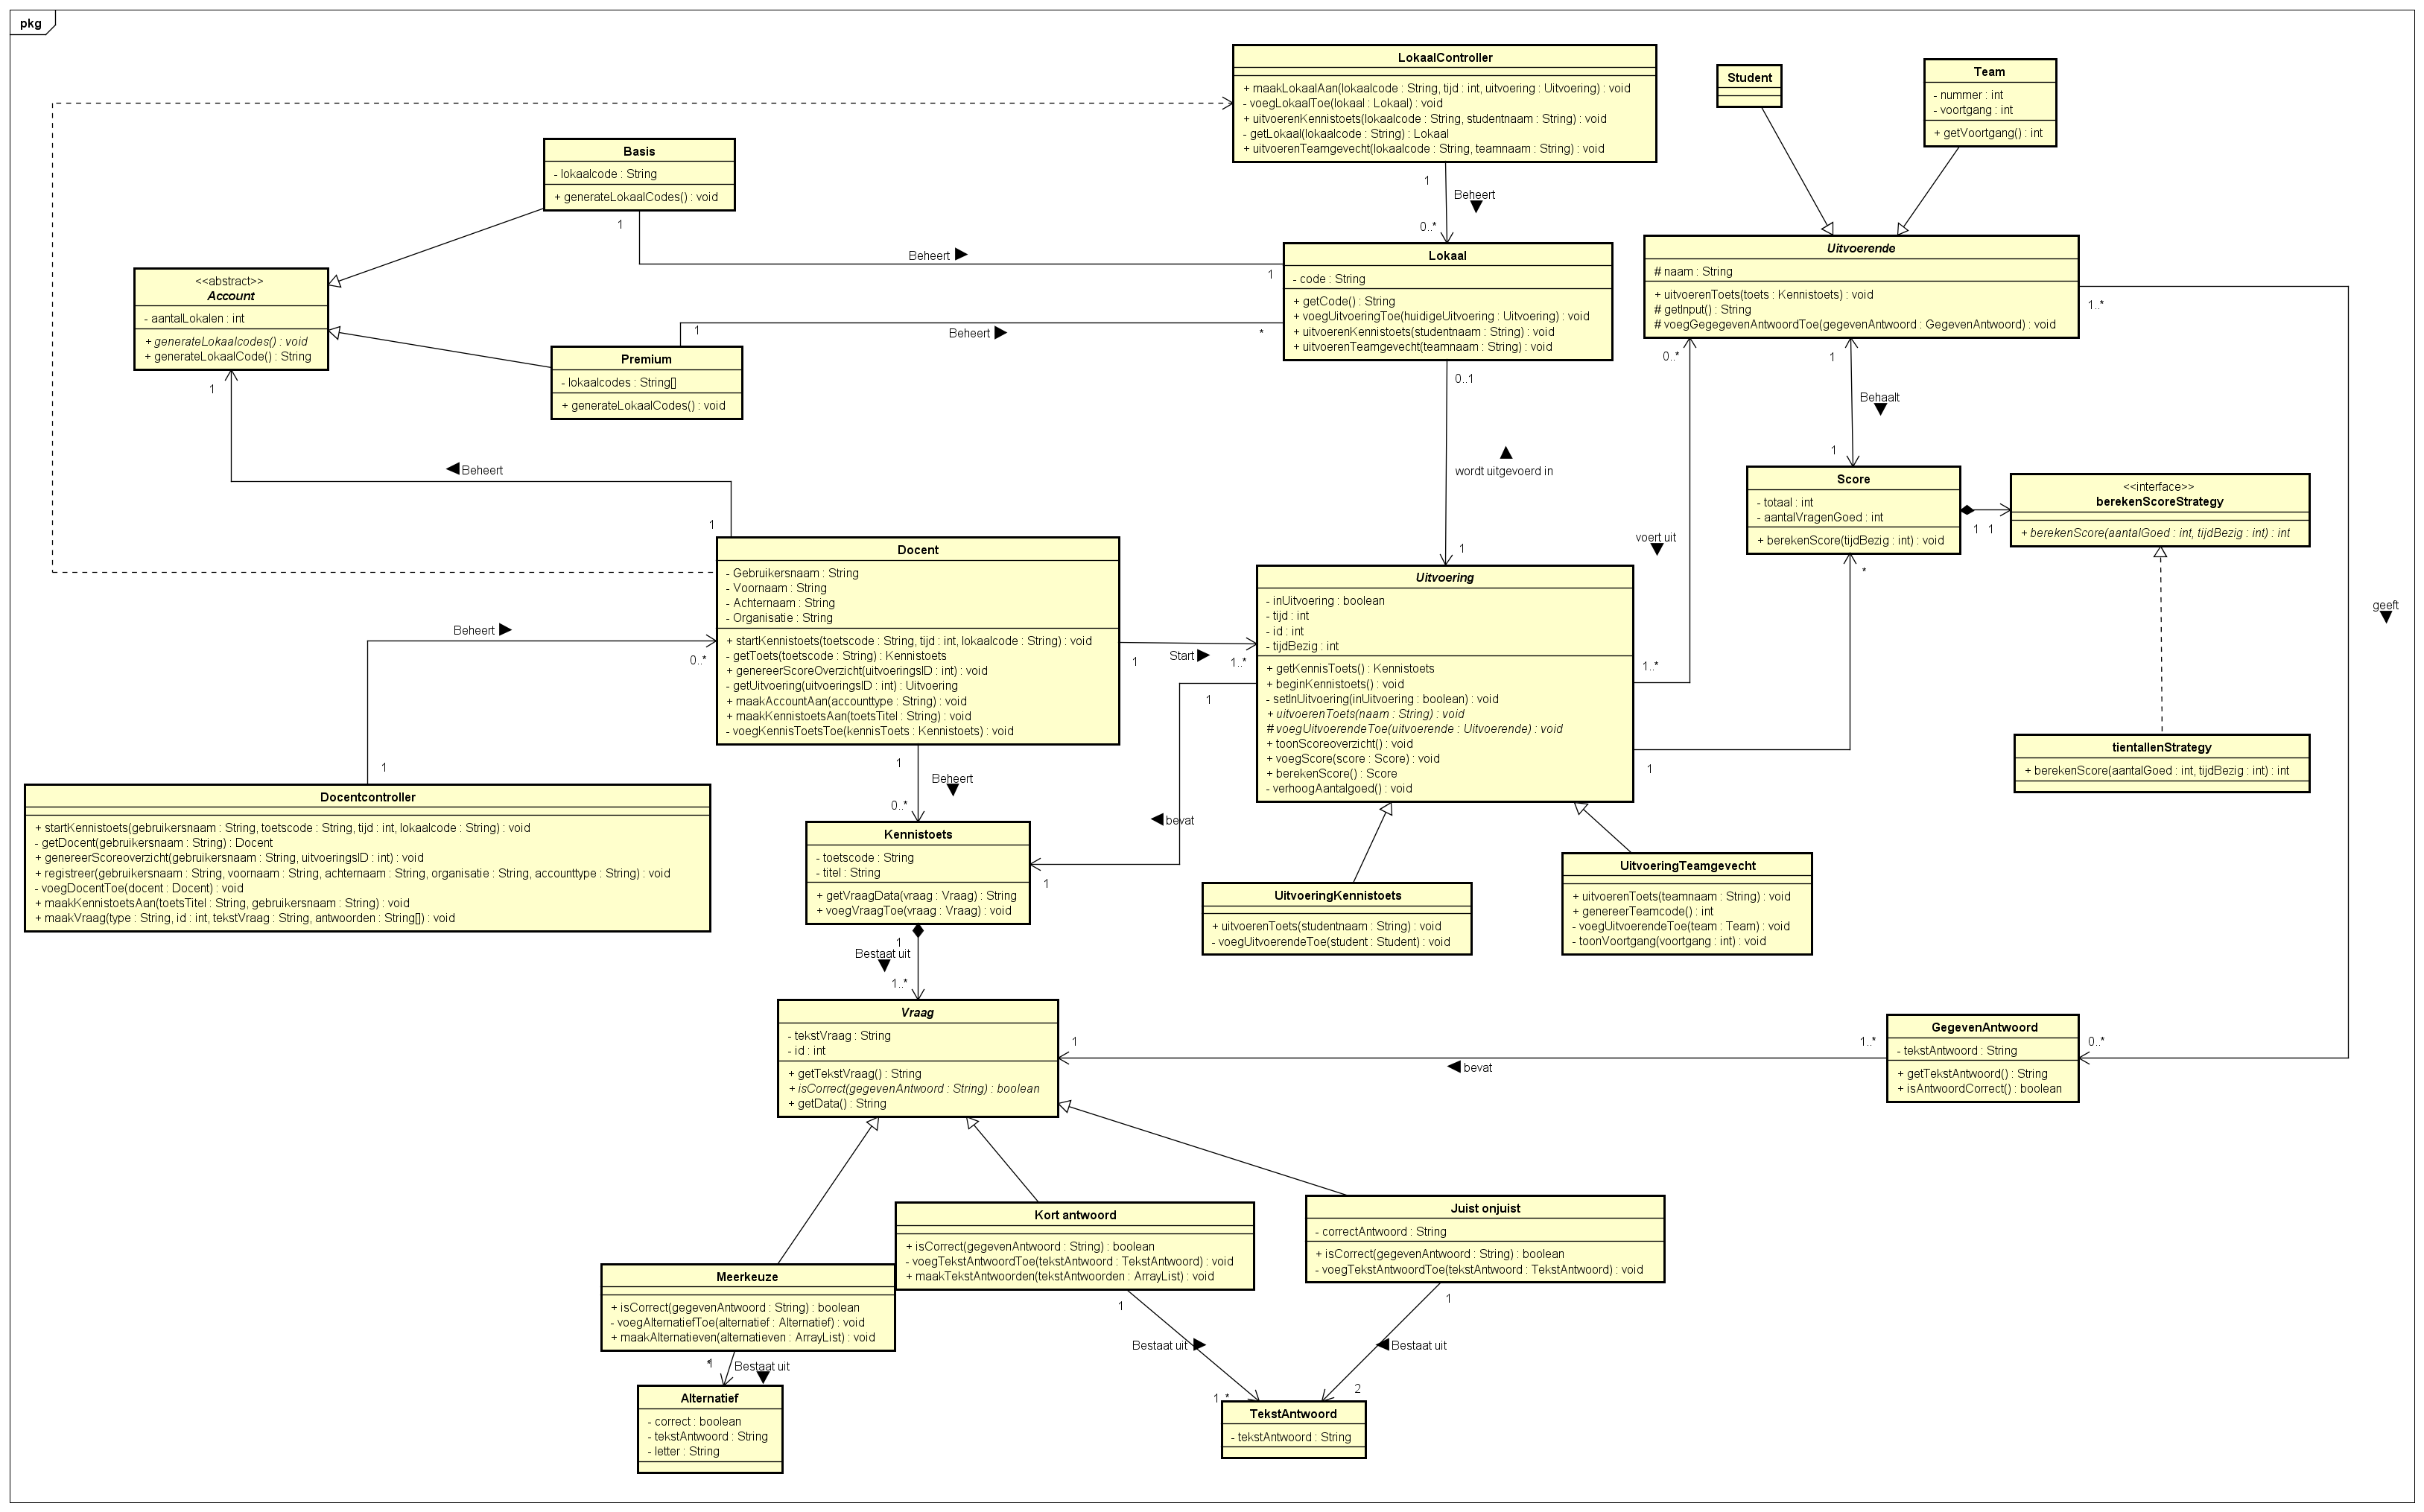 pkg
LokaalController
+ maakLokaalAan(lokaalcode : String, tijd : int, uitvoering : Uitvoering) : void
- voegLokaalToe(lokaal : Lokaal) : void
+ uitvoerenKennistoets(lokaalcode : String, studentnaam : String) : void
- getLokaal(lokaalcode : String) : Lokaal
+ uitvoerenTeamgevecht(lokaalcode : String, teamnaam : String) : void
Student
Team
- nummer : int
- voortgang : int
+ getVoortgang() : int
Basis
- lokaalcode : String
+ generateLokaalCodes() : void
1
Beheert
0..*
1
Beheert
1
Lokaal
- code : String
+ getCode() : String
+ voegUitvoeringToe(huidigeUitvoering : Uitvoering) : void
+ uitvoerenKennistoets(studentnaam : String) : void
+ uitvoerenTeamgevecht(teamnaam : String) : void
Uitvoerende
# naam : String
+ uitvoerenToets(toets : Kennistoets) : void
# getInput() : String
# voegGegegevenAntwoordToe(gegevenAntwoord : GegevenAntwoord) : void
1..*
<<abstract>>
Account
- aantalLokalen : int
+ generateLokaalcodes() : void
+ generateLokaalCode() : String
1
Beheert
*
Premium
- lokaalcodes : String[]
+ generateLokaalCodes() : void
1
0..1
0..*
1
Behaalt
1
Beheert
wordt uitgevoerd in
1
1
Score
- totaal : int
- aantalVragenGoed : int
+ berekenScore(tijdBezig : int) : void
1
1
<<interface>>
berekenScoreStrategy
+ berekenScore(aantalGoed : int, tijdBezig : int) : int
voert uit
*
Docent
- Gebruikersnaam : String
- Voornaam : String
- Achternaam : String
- Organisatie : String
+ startKennistoets(toetscode : String, tijd : int, lokaalcode : String) : void
- getToets(toetscode : String) : Kennistoets
+ genereerScoreOverzicht(uitvoeringsID : int) : void
- getUitvoering(uitvoeringsID : int) : Uitvoering
+ maakAccountAan(accounttype : String) : void
+ maakKennistoetsAan(toetsTitel : String) : void
- voegKennisToetsToe(kennisToets : Kennistoets) : void
Uitvoering
- inUitvoering : boolean
- tijd : int
- id : int
- tijdBezig : int
+ getKennisToets() : Kennistoets
+ beginKennistoets() : void
- setInUitvoering(inUitvoering : boolean) : void
+ uitvoerenToets(naam : String) : void
# voegUitvoerendeToe(uitvoerende : Uitvoerende) : void
+ toonScoreoverzicht() : void
+ voegScore(score : Score) : void
+ berekenScore() : Score
- verhoogAantalgoed() : void
geeft
Beheert
0..*
1
Start
1..*
1..*
1
1
tientallenStrategy
+ berekenScore(aantalGoed : int, tijdBezig : int) : int
1
1
Beheert
0..*
bevat
1
Docentcontroller
+ startKennistoets(gebruikersnaam : String, toetscode : String, tijd : int, lokaalcode : String) : void
- getDocent(gebruikersnaam : String) : Docent
+ genereerScoreoverzicht(gebruikersnaam : String, uitvoeringsID : int) : void
+ registreer(gebruikersnaam : String, voornaam : String, achternaam : String, organisatie : String, accounttype : String) : void
- voegDocentToe(docent : Docent) : void
+ maakKennistoetsAan(toetsTitel : String, gebruikersnaam : String) : void
+ maakVraag(type : String, id : int, tekstVraag : String, antwoorden : String[]) : void
Kennistoets
- toetscode : String
- titel : String
+ getVraagData(vraag : Vraag) : String
+ voegVraagToe(vraag : Vraag) : void
UitvoeringKennistoets
+ uitvoerenToets(studentnaam : String) : void
- voegUitvoerendeToe(student : Student) : void
UitvoeringTeamgevecht
+ uitvoerenToets(teamnaam : String) : void
+ genereerTeamcode() : int
- voegUitvoerendeToe(team : Team) : void
- toonVoortgang(voortgang : int) : void
1
Bestaat uit
1..*
Vraag
- tekstVraag : String
- id : int
+ getTekstVraag() : String
+ isCorrect(gegevenAntwoord : String) : boolean
+ getData() : String
1
bevat
1..*
GegevenAntwoord
- tekstAntwoord : String
+ getTekstAntwoord() : String
+ isAntwoordCorrect() : boolean
0..*
Kort antwoord
+ isCorrect(gegevenAntwoord : String) : boolean
- voegTekstAntwoordToe(tekstAntwoord : TekstAntwoord) : void
+ maakTekstAntwoorden(tekstAntwoorden : ArrayList) : void
Juist onjuist
- correctAntwoord : String
+ isCorrect(gegevenAntwoord : String) : boolean
- voegTekstAntwoordToe(tekstAntwoord : TekstAntwoord) : void
Meerkeuze
+ isCorrect(gegevenAntwoord : String) : boolean
- voegAlternatiefToe(alternatief : Alternatief) : void
+ maakAlternatieven(alternatieven : ArrayList) : void
1
1
Bestaat uit
Bestaat uit
*1
Bestaat uit
1..*
2
Alternatief
- correct : boolean
- tekstAntwoord : String
- letter : String
TekstAntwoord
- tekstAntwoord : String